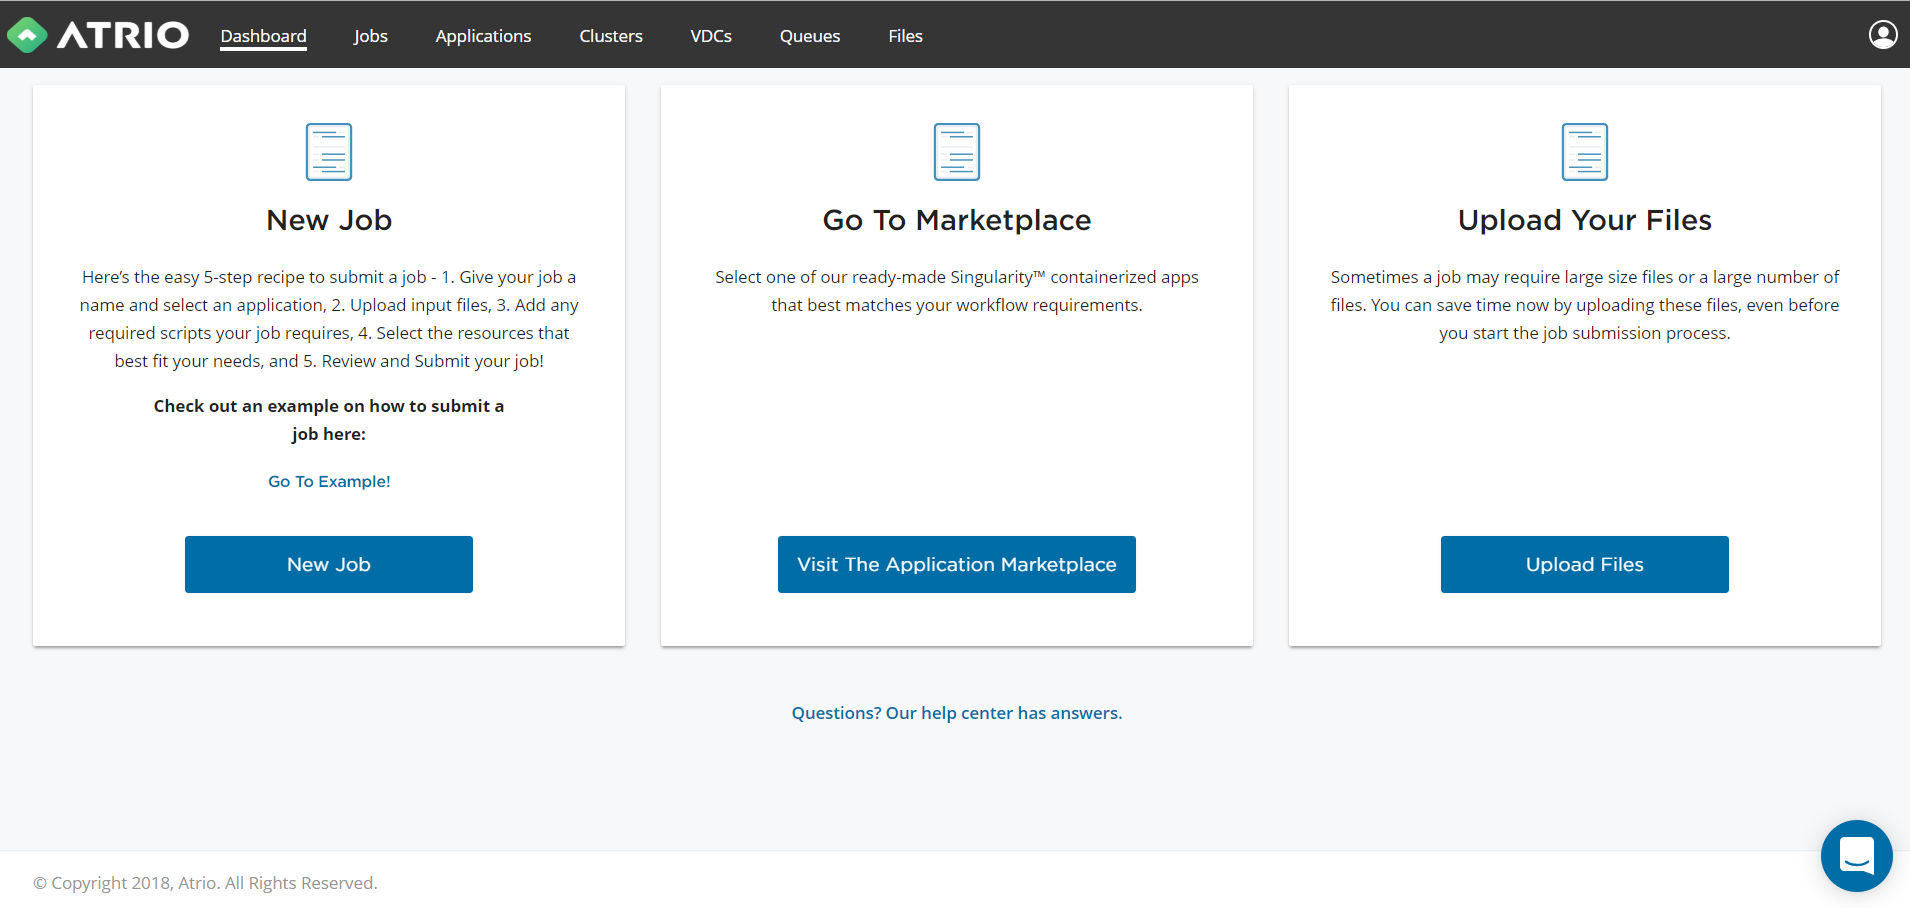 ATRIO
Dashboard
Jobs
Applications
Clusters
VDCs
Queues
Files
New Job
Here's the easy 5-step recipe to submit a job - 1. Give your job a
name and select an application, 2. Upload input files, 3. Add any
required scripts your job requires, 4. Select the resources that
best fit your needs, and 5. Review and Submit your job!
Check out an example on how to submit a
job here:
Go To Example!
New Job
Go To Marketplace
Select one of our ready-made Singularity™ containerized apps
that best matches your workflow requirements.
Visit The Application Marketplace
Upload Your Files
Sometimes a job may require large size files or a large number of
files. You can save time now by uploading these files, even before
you start the job submission process.
Upload Files
Questions? Our help center has answers.
© Copyright 2018, Atrio. All Rights Reserved.